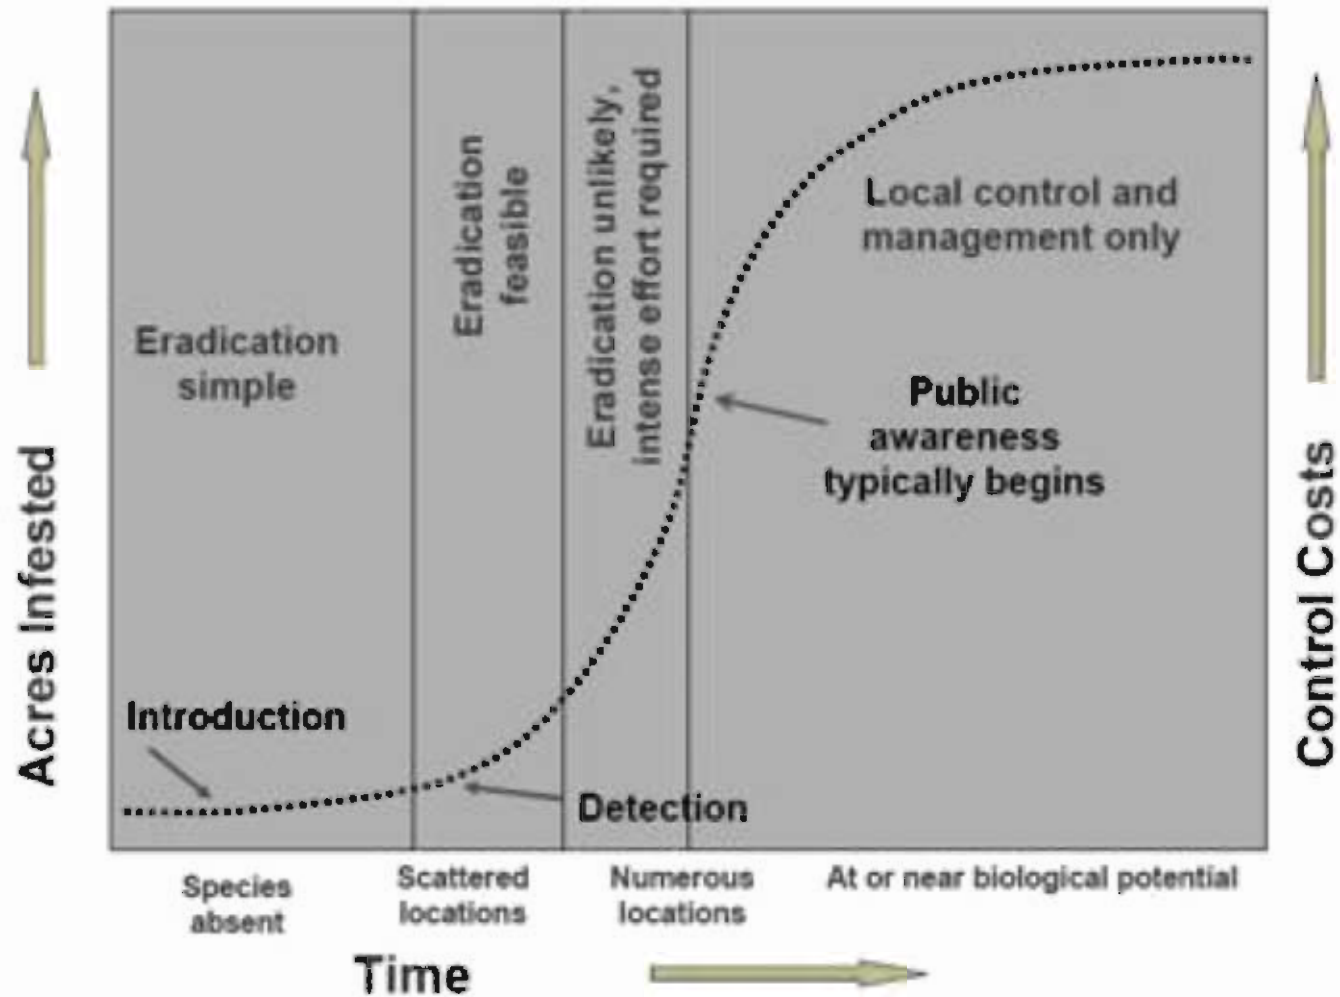 Acres Infested
Eradication
simple
Eradication
feasible
Eradication unlikely,
intense effort required
Local control and
management only
Public
awareness
typically begins
Introduction
Detection
Control Costs
Species
absent
Scattered
locations
Numerous
locations
At or near biological potential
Time